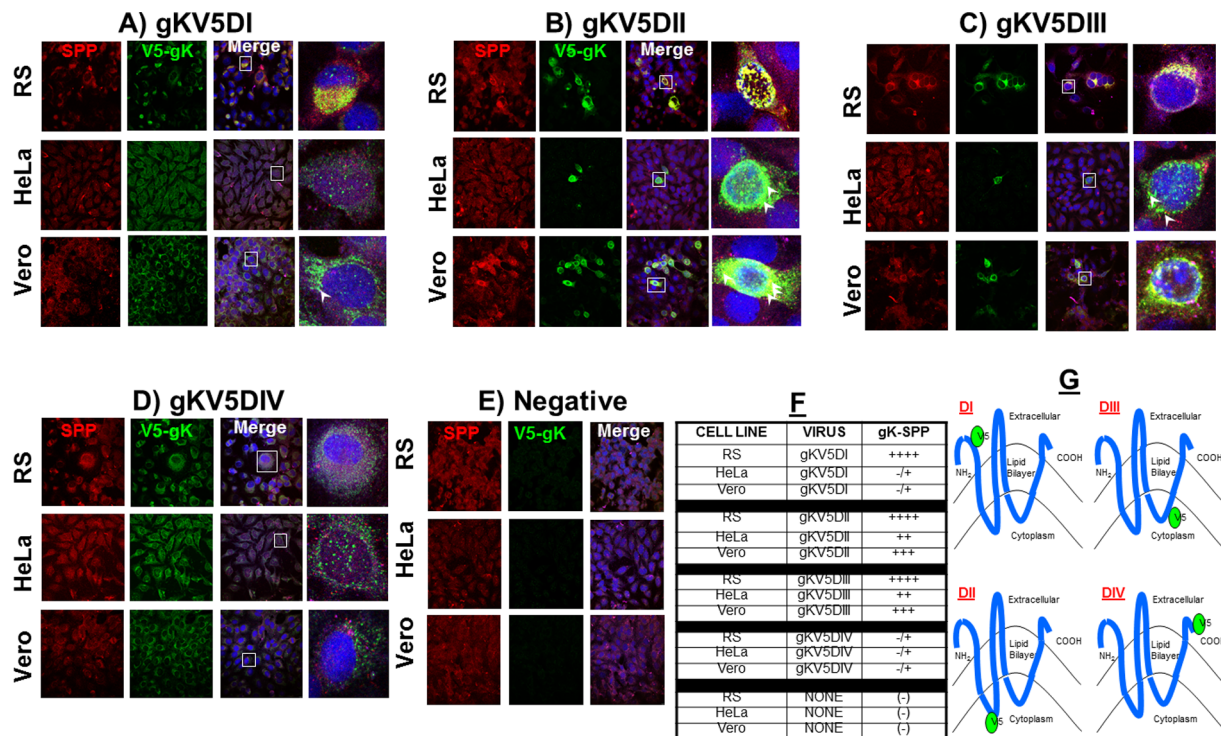 A) gKV5DI
SPP V5-gK Merge
RS
HeLa
Vero
B) gKV5DII
SPP V5-gK Merge
RS
HeLa
Vero
C) gKV5DIII
RS
HeLa
Vero
D) gKV5DIV
SPP V5-gK Merge
RS
HeLa
Vero
E) Negative
SPP V5-gK Merge
RS
HeLa
Vero
F
CELL LINE VIRUS gK-SPP
RS gKV5DI ++++
HeLa gKV5DI -/+
Vero gKV5DI -/+
RS gKV5DII ++++
HeLa gKV5DII ++
Vero gKV5DII +++
RS gKV5DIII ++++
HeLa gKV5DIII ++
Vero gKV5DIII +++
RS gKV5DIV -/+
HeLa gKV5DIV -/+
Vero gKV5DIV -/+
RS NONE (-)
HeLa NONE (-)
Vero NONE (-)
G
DI
Extracellular
V5
NH2
Lipid
Bilayer
COOH
Cytoplasm
DIII
Extracellular
NH2
Lipid
Bilayer
COOH
V5
Cytoplasm
DII
Extracellular
NH2
Lipid
Bilayer
COOH
V5
Cytoplasm
DIV
Extracellular
V5
NH2
Lipid
Bilayer
COOH
Cytoplasm